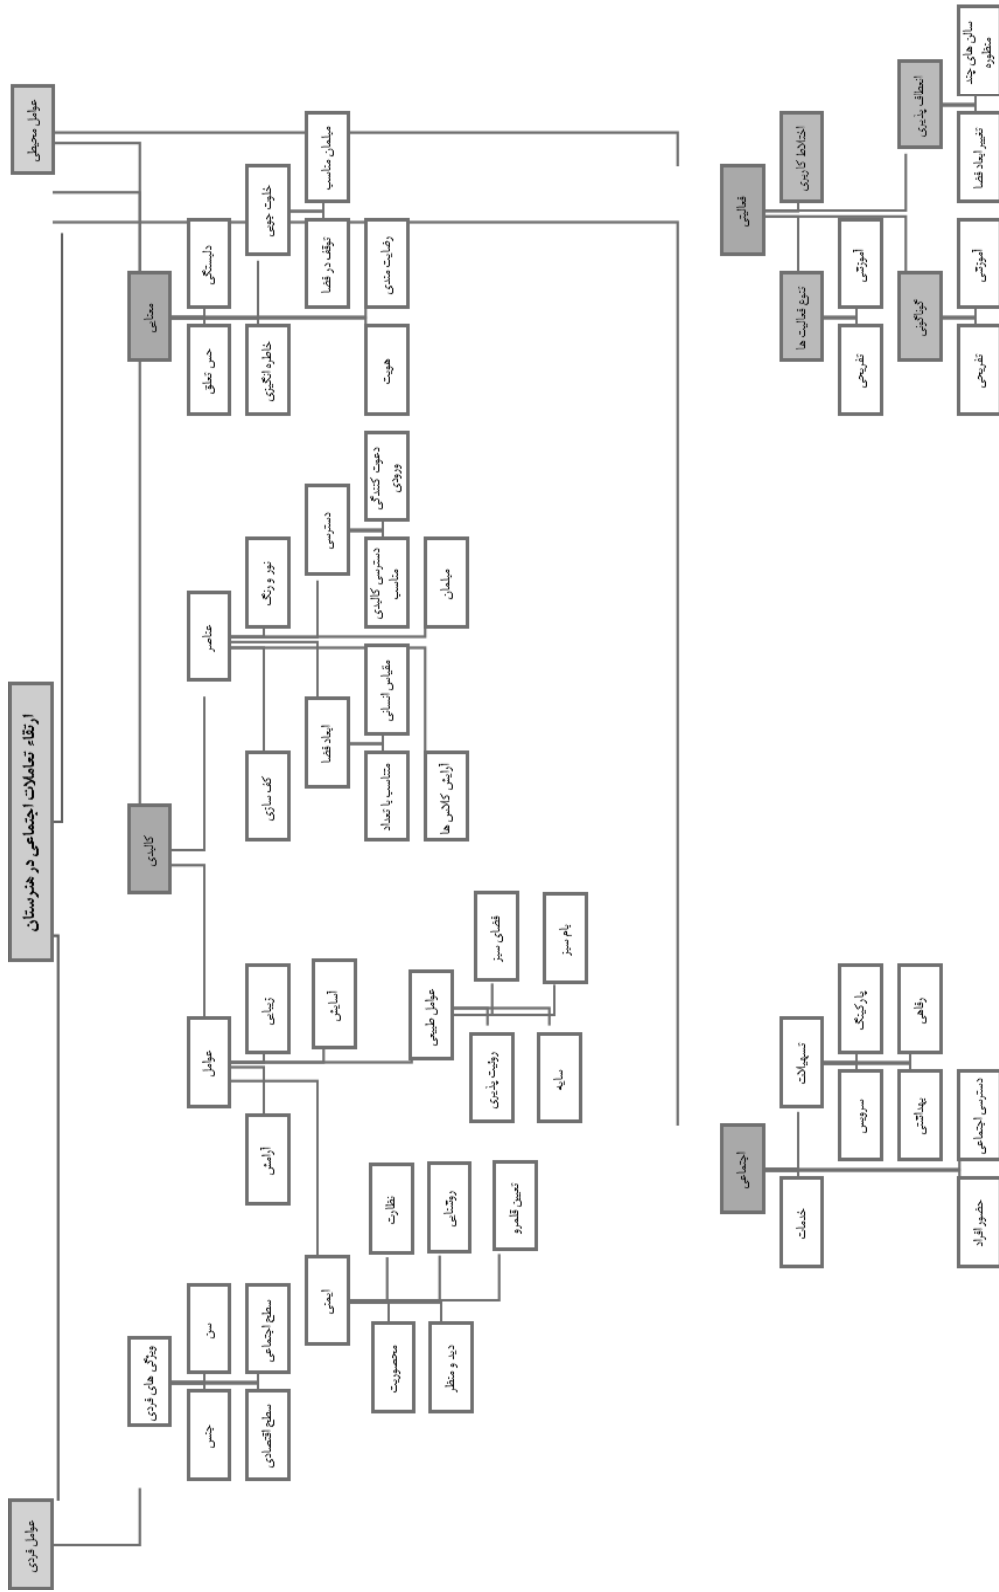 ارتقاء تعاملات اجتماعی در هنرستان
عوامل محیطی
عوامل فردی
معنایی
کالبدی
ویژگی های فردی
دلبستگی
حس تعلق
خلوت جویی
خاطره انگیزی
مبلمان مناسب
توقف در فضا
رضایت مندی
هویت
عناصر
نور و رنگ
کف سازی
دسترسی
ابعاد فضا
دعوت کنندگی
ورودی
دسترسی کالبدی
مناسب
مقیاس انسانی
متناسب با تعداد
مبلمان
آرایش کلاس ها
عوامل
زیبایی
آرامش
آسایش
ایمنی
عوامل طبیعی
فضای سبز
رویت پذیری
بام سبز
سایه
نظارت
محصوریت
روشنایی
دید و منظر
تعیین قلمرو
سن
جنس
سطح اجتماعی
سطح اقتصادی
فعالیتی
اختلاط کاربری
تنوع فعالیت ها
آموزشی
تفریحی
انعطاف پذیری
گوناگونی
سالن های چند
منظوره
تغییر ابعاد فضا
آموزشی
تفریحی
اجتماعی
تسهیلات
خدمات
پارکینگ
سرویس
رفاهی
بهداشتی
دسترسی اجتماعی
حضور افراد